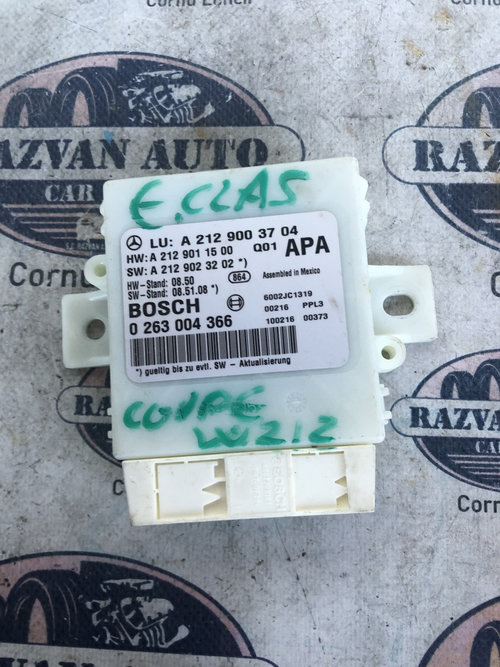 Cornu
RAZVAN AUTO
CAR
Cornu
E. CLAS
LU: A 212 900 37 04
HW: A 212 901 15 00 Q01 APA
SW: A 212 902 32 02 *)
HW-Stand: 08.50 864 Assembled in Mexico
SW-Stand: 08.51.08 *)
BOSCH 6002JC1319
0 263 004 366 00216 PPL3
100216 00373
*) gueltig bis zu evtl. SW - Aktualisierung
COUPE
W212
BOSCH
RAZVAN
CAR
RAZVAN
CAR
Cornu